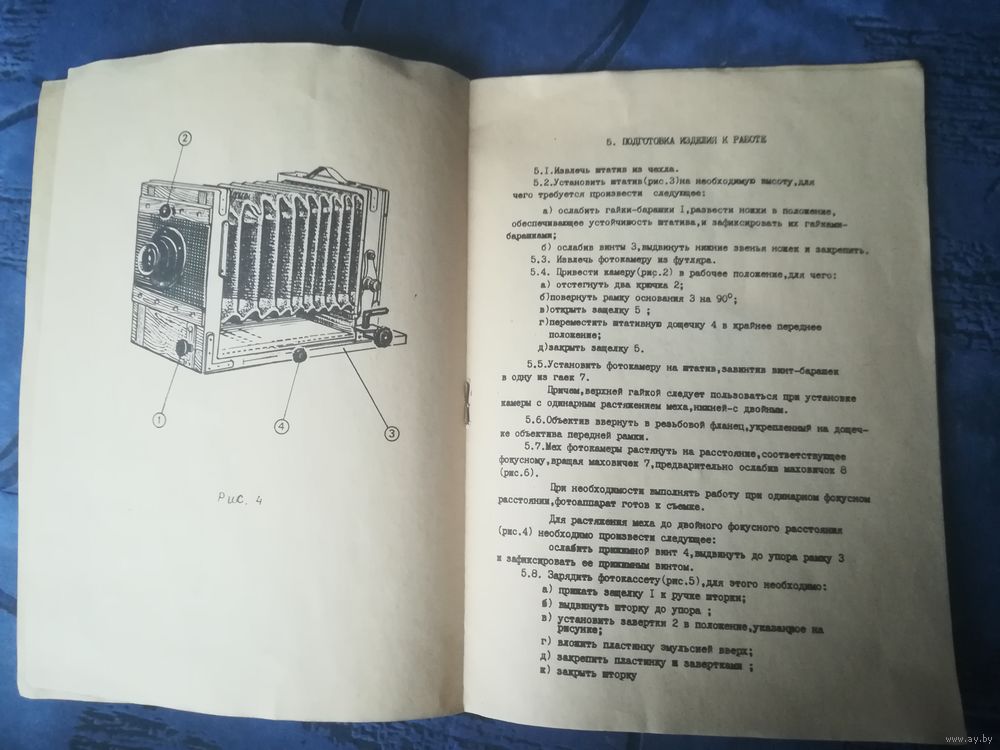 2
1
4
3
Рис. 4
5. ПОДГОТОВКА ИЗДЕЛИЯ К РАБОТЕ
5.I.Извлечь штатив из чехла.
5.2.Установить штатив(рис.3)на необходимую высоту,для
чего требуется произвести следующее:
а) ослабить гайки-барашки I,развести ножки в положение,
обеспечивающее устойчивость штатива,и зафиксировать их гайками-
барашками;
б) ослабив винты 3,выдвинуть нижние звенья ножек и закрепить.
5.3. Извлечь фотокамеру из футляра.
5.4. Привести камеру(рис.2) в рабочее положение,для чего:
а) отстегнуть два крючка 2;
б)повернуть рамку основания 3 на 90°;
в)открыть защелку 5 ;
г)переместить штативную дощечку 4 в крайнее переднее
положение;
д)закрыть защелку 5.
5.5.Установить фотокамеру на штатив,завинтив винт-барашек
в одну из гаек 7.
Причем,верхней гайкой следует пользоваться при установке
камеры с одинарным растяжением меха,нижней-с двойным.
5.6.Объектив ввернуть в резьбовой фланец,укрепленный на дощеч-
ке объектива передней рамки.
5.7.Мех фотокамеры растянуть на расстояние,соответствующее
фокусному,вращая маховичек 7,предварительно ослабив маховичок 8
(рис.6).
При необходимости выполнять работу при одинарном фокусном
расстоянии,фотоаппарат готов к съемке.
Для растяжения меха до двойного фокусного расстояния
(рис.4) необходимо произвести следующее:
ослабить прижимной винт 4,выдвинуть до упора рамку 3
и зафиксировать ее прижимным винтом.
5.8. Зарядить фотокассету(рис.5),для этого необходимо:
а) прижать защелку I к ручке шторки;
б) выдвинуть шторку до упора ;
в) установить завертки 2 в положение,указанное на
рисунке;
г) вложить пластинку эмульсией вверх;
д) закрепить пластинку и завертками ;
к) закрыть шторку
www.ay.by